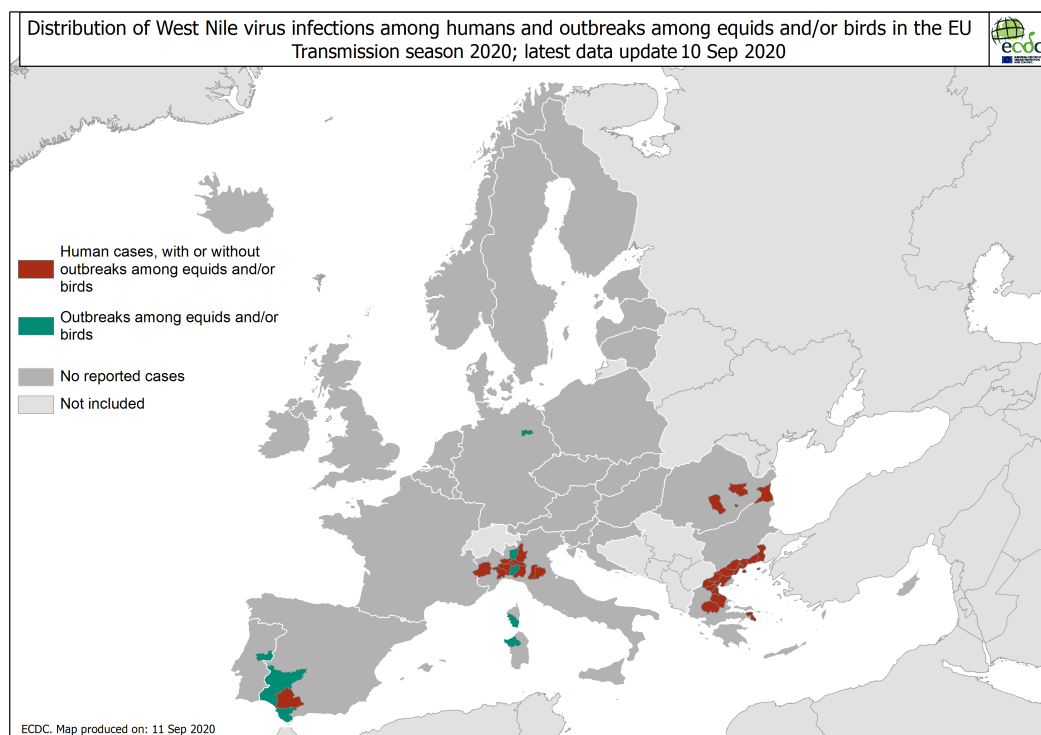 Distribution of West Nile virus infections among humans and outbreaks among equids and/or birds in the EU
Transmission season 2020; latest data update 10 Sep 2020
ecdc
Human cases, with or without
outbreaks among equids and/or
birds
Outbreaks among equids and/or
birds
No reported cases
Not included
ECDC. Map produced on: 11 Sep 2020